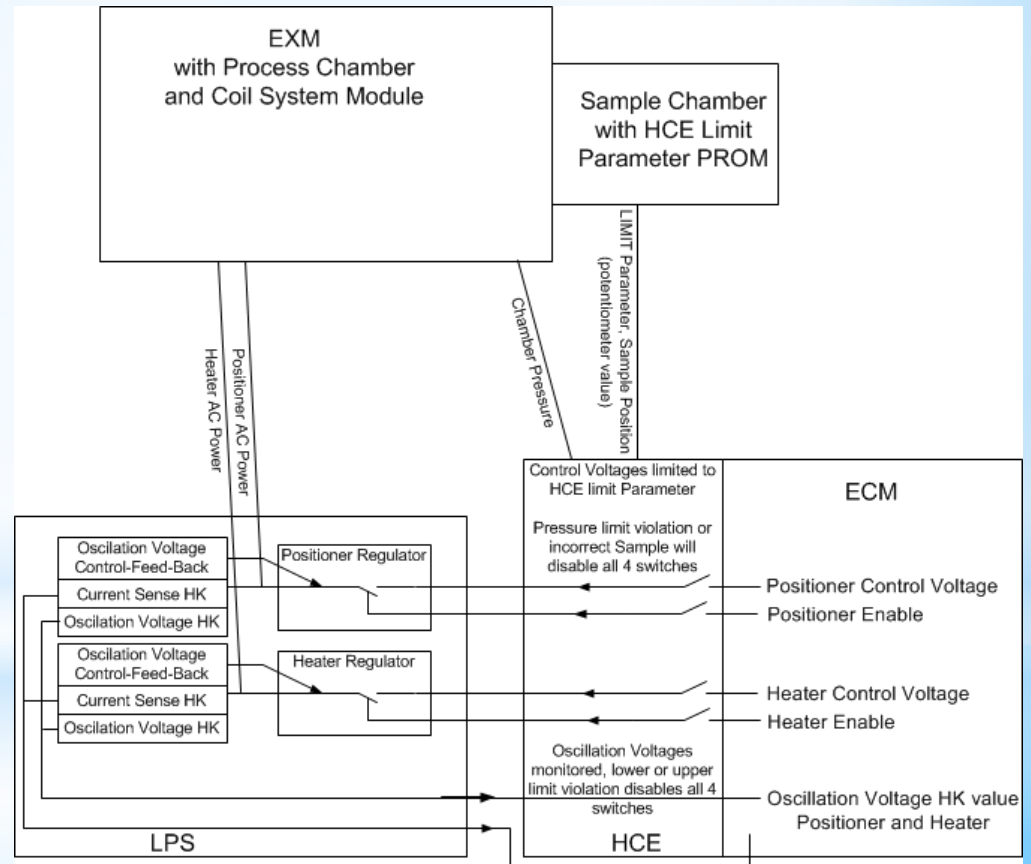 EXM
with Process Chamber
and Coil System Module
Sample Chamber
with HCE Limit
Parameter PROM
LIMIT Parameter, Sample Position
(potentiometer value)
Chamber Pressure
Positioner AC Power
Heater AC Power
Control Voltages limited to
HCE limit Parameter
Pressure limit violation or
incorrect Sample will
disable all 4 switches
ECM
Oscilation Voltage
Control-Feed-Back
Current Sense HK
Oscilation Voltage HK
Positioner Regulator
Positioner Control Voltage
Positioner Enable
Oscilation Voltage
Control-Feed-Back
Current Sense HK
Oscilation Voltage HK
Heater Regulator
Heater Control Voltage
Heater Enable
Oscillation Voltages
monitored, lower or upper
limit violation disables all 4
switches
Oscillation Voltage HK value
Positioner and Heater
LPS
HCE